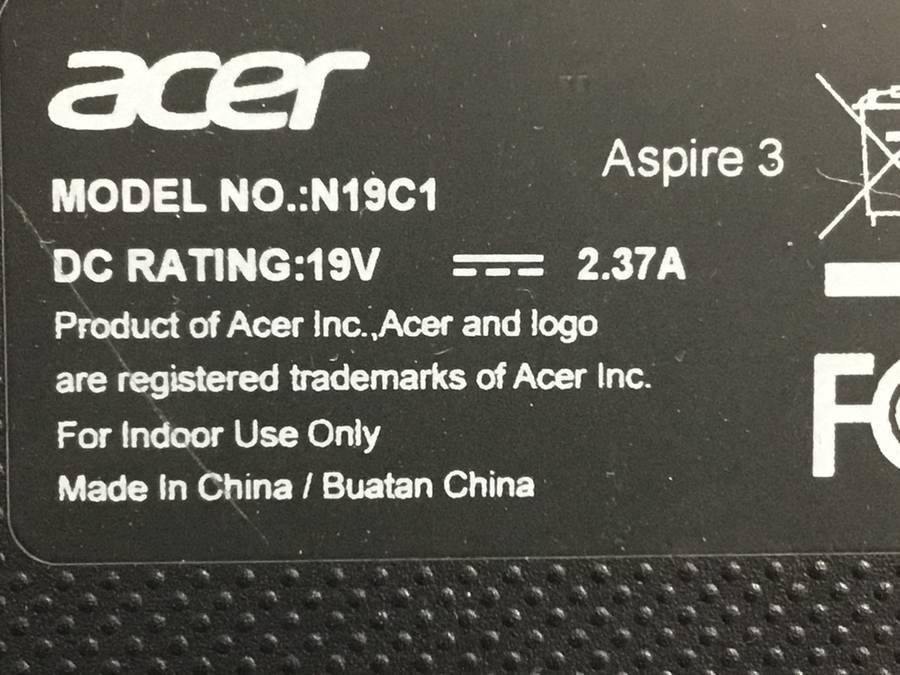 acer
Aspire 3
MODEL NO.:N19C1
DC RATING:19V 2.37A
Product of Acer Inc.,Acer and logo
are registered trademarks of Acer Inc.
For Indoor Use Only
Made In China / Buatan China